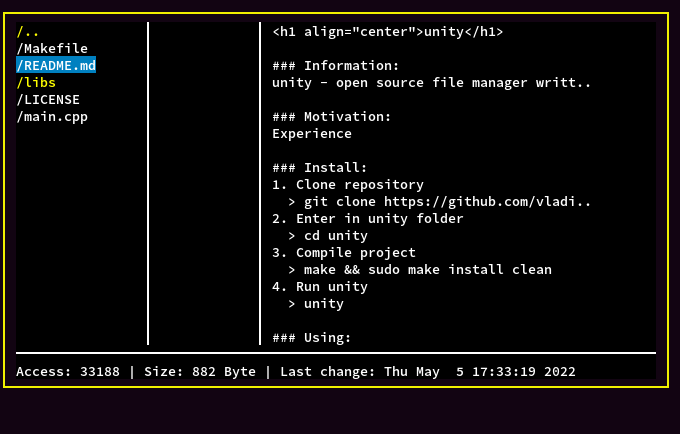 /..
/Makefile
/README.md
/libs
/LICENSE
/main.cpp
<h1 align="center">unity</h1>
### Information:
unity - open source file manager writt..
### Motivation:
Experience
### Install:
1. Clone repository
> git clone https://github.com/vladi..
2. Enter in unity folder
> cd unity
3. Compile project
> make && sudo make install clean
4. Run unity
> unity
### Using:
Access: 33188 | Size: 882 Byte | Last change: Thu May  5 17:33:19 2022